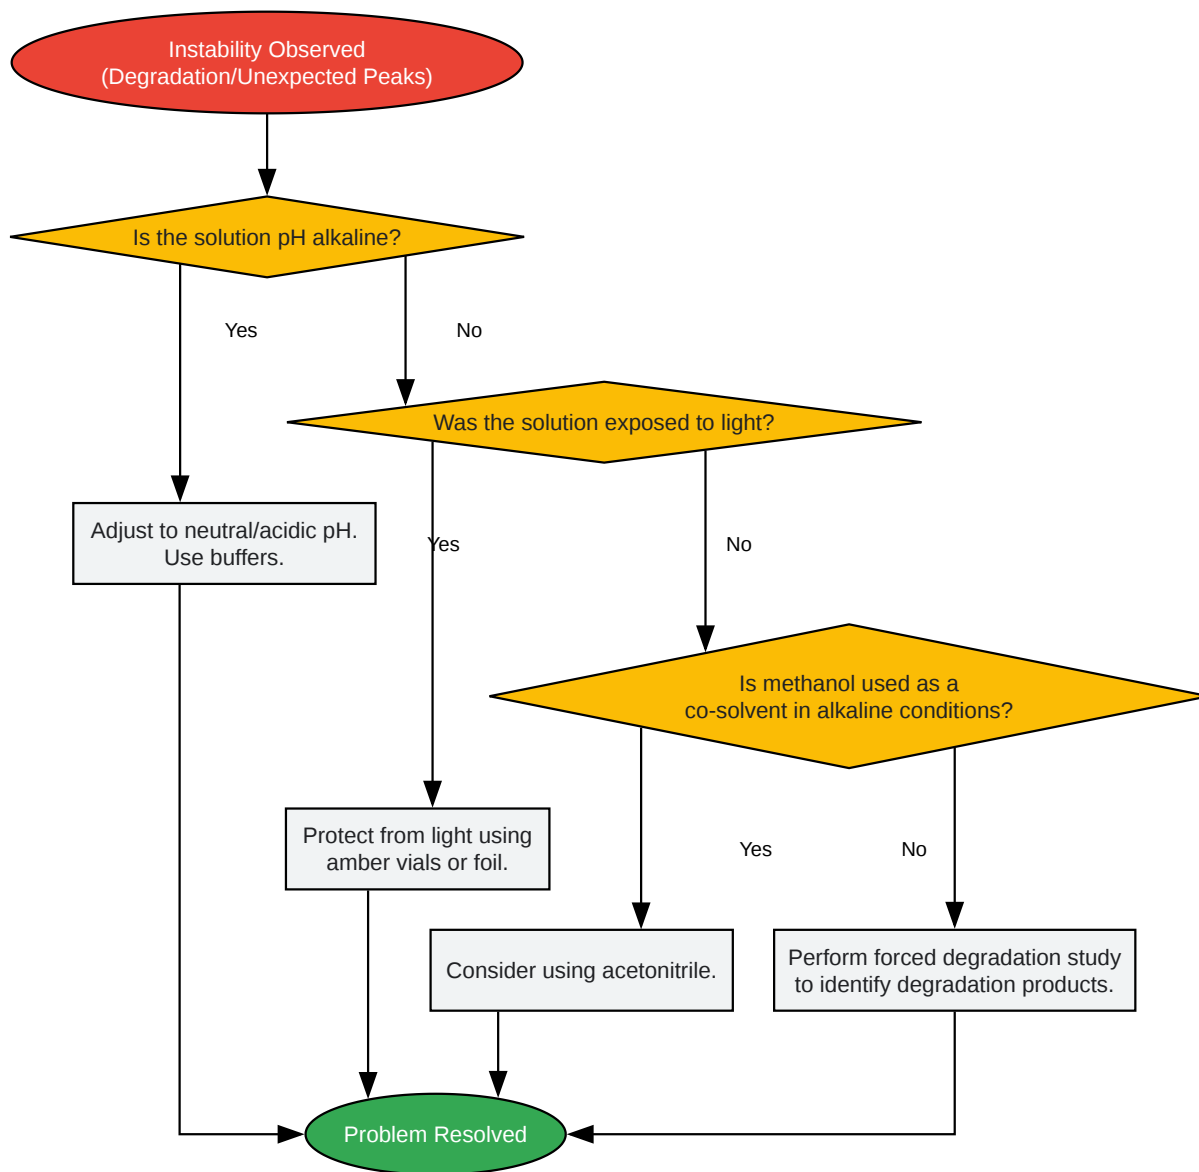 Instability Observed
(Degradation/Unexpected Peaks)
Is the solution pH alkaline?
Yes
No
Was the solution exposed to light?
Adjust to neutral/acidic pH.
Use buffers.
Yes
No
Is methanol used as a
co-solvent in alkaline conditions?
Protect from light using
amber vials or foil.
Yes
No
Consider using acetonitrile.
Perform forced degradation study
to identify degradation products.
Problem Resolved